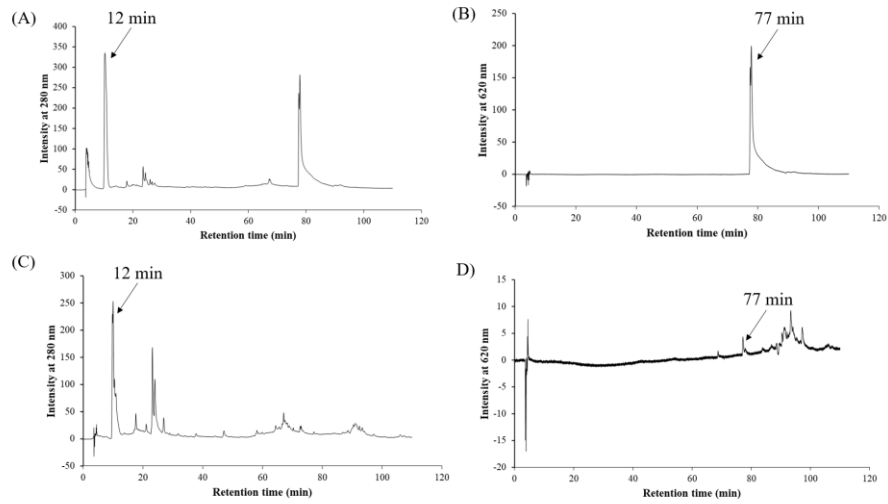 (A)
12 min
Intensity at 280 nm
400
350
300
250
200
150
100
50
0
-50
0 20 40 60 80 100 120
Retention time (min)
(B)
77 min
Intensity at 620 nm
250
200
150
100
50
0
-50
0 20 40 60 80 100 120
Retention time (min)
(C)
12 min
Intensity at 280 nm
300
250
200
150
100
50
0
-50
0 20 40 60 80 100 120
Retention time (min)
D)
77 min
Intensity at 620 nm
15
10
5
0
-5
-10
-15
-20
0 20 40 60 80 100 120
Retention time (min)